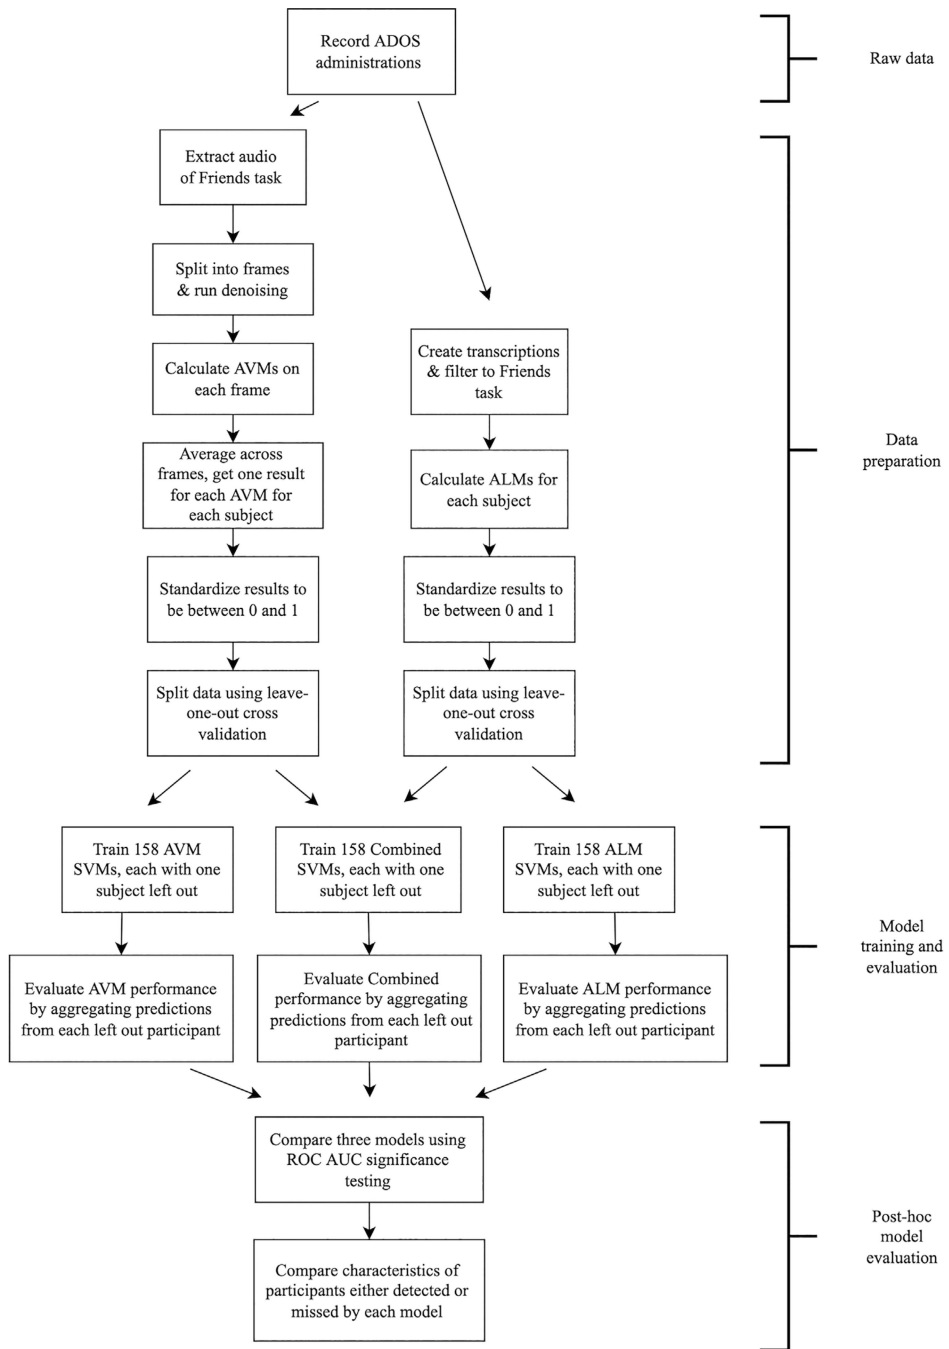 Record ADOS
administrations
Raw data
Extract audio
of Friends task
Split into frames
& run denoising
Calculate AVMs on
each frame
Average across
frames, get one result
for each AVM for
each subject
Standardize results to
be between 0 and 1
Split data using leave-
one-out cross
validation
Create transcriptions
& filter to Friends
task
Calculate ALMs for
each subject
Standardize results to
be between 0 and 1
Split data using leave-
one-out cross
validation
Data
preparation
Train 158 AVM
SVMs, each with one
subject left out
Train 158 Combined
SVMs, each with one
subject left out
Train 158 ALM
SVMs, each with one
subject left out
Evaluate AVM performance
by aggregating predictions
from each left out participant
Evaluate Combined
performance by aggregating
predictions from each left out
participant
Evaluate ALM performance
by aggregating predictions
from each left out participant
Model
training and
evaluation
Compare three models using
ROC AUC significance
testing
Compare characteristics of
participants either detected or
missed by each model
Post-hoc
model
evaluation